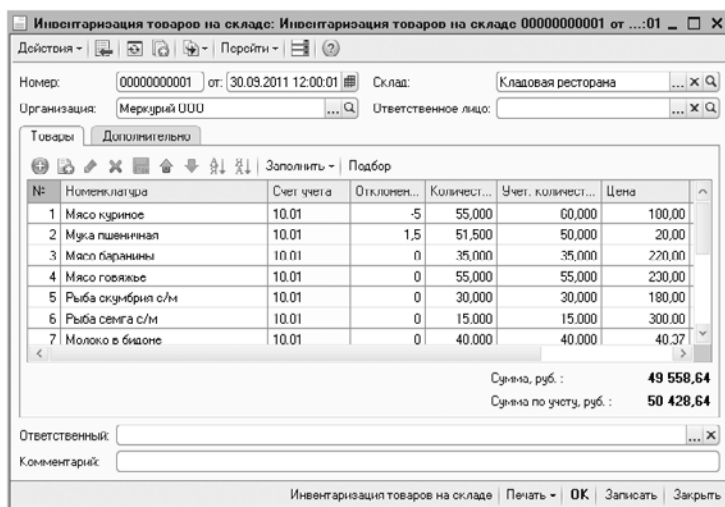 Инвентаризация товаров на складе: Инвентаризация товаров на складе 00000000001 от ...:01
Действия Перейти
Номер: 00000000001 от: 30.09.2011 12:00:01 Склад: Кладовая ресторана ... x
Организация: Меркурий ООО ... Ответственное лицо: ... x
Товары Дополнительно
Заполнить Подбор
№ Номенклатура Счет учета Отклонен... Количест... Учет. количест... Цена
1 Мясо куриное 10.01 -5 55,000 60,000 100,00
2 Мука пшеничная 10.01 1,5 51,500 50,000 20,00
3 Мясо баранины 10.01 0 35,000 35,000 220,00
4 Мясо говяжье 10.01 0 55,000 55,000 230,00
5 Рыба скумбрия с/м 10.01 0 30,000 30,000 180,00
6 Рыба семга с/м 10.01 0 15,000 15,000 300,00
7 Молоко в бидоне 10.01 0 40,000 40,000 40,37
Сумма, руб. : 49 558,64
Сумма по учету, руб. : 50 428,64
Ответственный: ... x
Комментарий:
Инвентаризация товаров на складе Печать OK Записать Закрыть